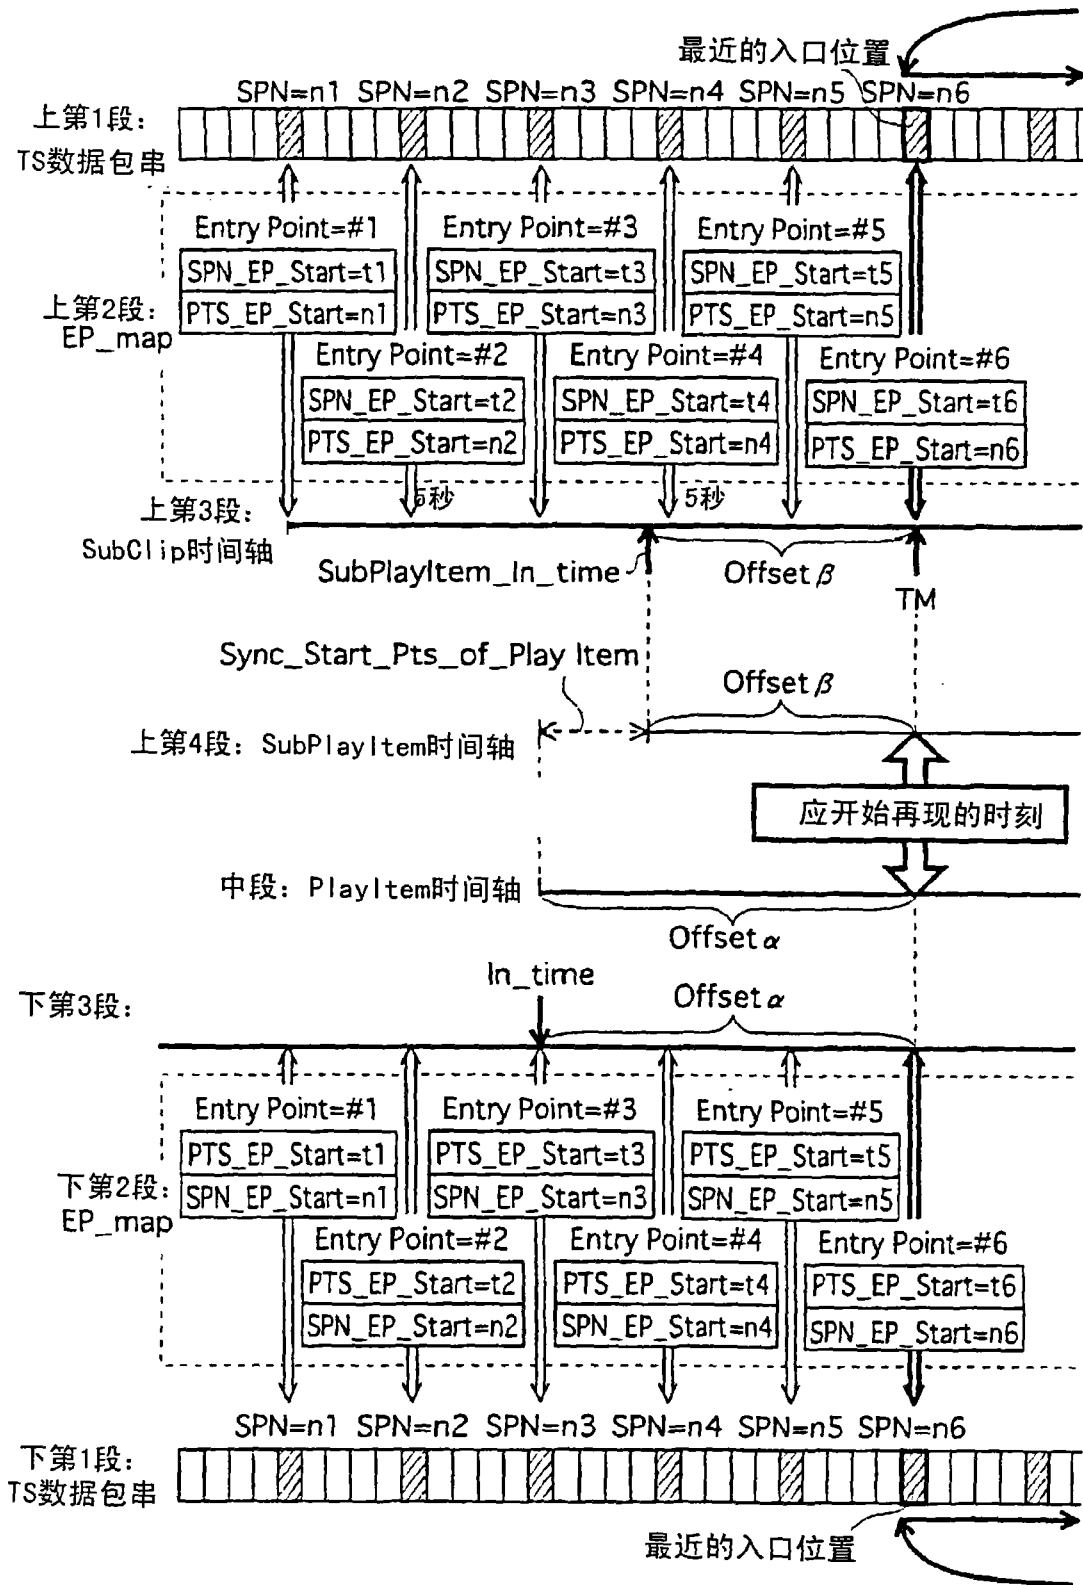 最近的入口位置
SPN=n1 SPN=n2 SPN=n3 SPN=n4 SPN=n5 SPN=n6
上第1段：
TS数据包串
Entry Point=#1 Entry Point=#3 Entry Point=#5
SPN_EP_Start=t1 SPN_EP_Start=t3 SPN_EP_Start=t5
PTS_EP_Start=n1 PTS_EP_Start=n3 PTS_EP_Start=n5
上第2段：
EP_map
Entry Point=#2 Entry Point=#4 Entry Point=#6
SPN_EP_Start=t2 SPN_EP_Start=t4 SPN_EP_Start=t6
PTS_EP_Start=n2 PTS_EP_Start=n4 PTS_EP_Start=n6
5秒 5秒
上第3段：
SubClip时间轴
SubPlayItem_In_time Offset β
TM
Sync_Start_Pts_of_Play Item
Offset β
上第4段：SubPlayItem时间轴
应开始再现的时刻
中段：PlayItem时间轴
Offset α
In_time
Offset α
下第3段：
Entry Point=#1 Entry Point=#3 Entry Point=#5
PTS_EP_Start=t1 PTS_EP_Start=t3 PTS_EP_Start=t5
SPN_EP_Start=n1 SPN_EP_Start=n3 SPN_EP_Start=n5
下第2段：
EP_map
Entry Point=#2 Entry Point=#4 Entry Point=#6
PTS_EP_Start=t2 PTS_EP_Start=t4 PTS_EP_Start=t6
SPN_EP_Start=n2 SPN_EP_Start=n4 SPN_EP_Start=n6
SPN=n1 SPN=n2 SPN=n3 SPN=n4 SPN=n5 SPN=n6
下第1段：
TS数据包串
最近的入口位置